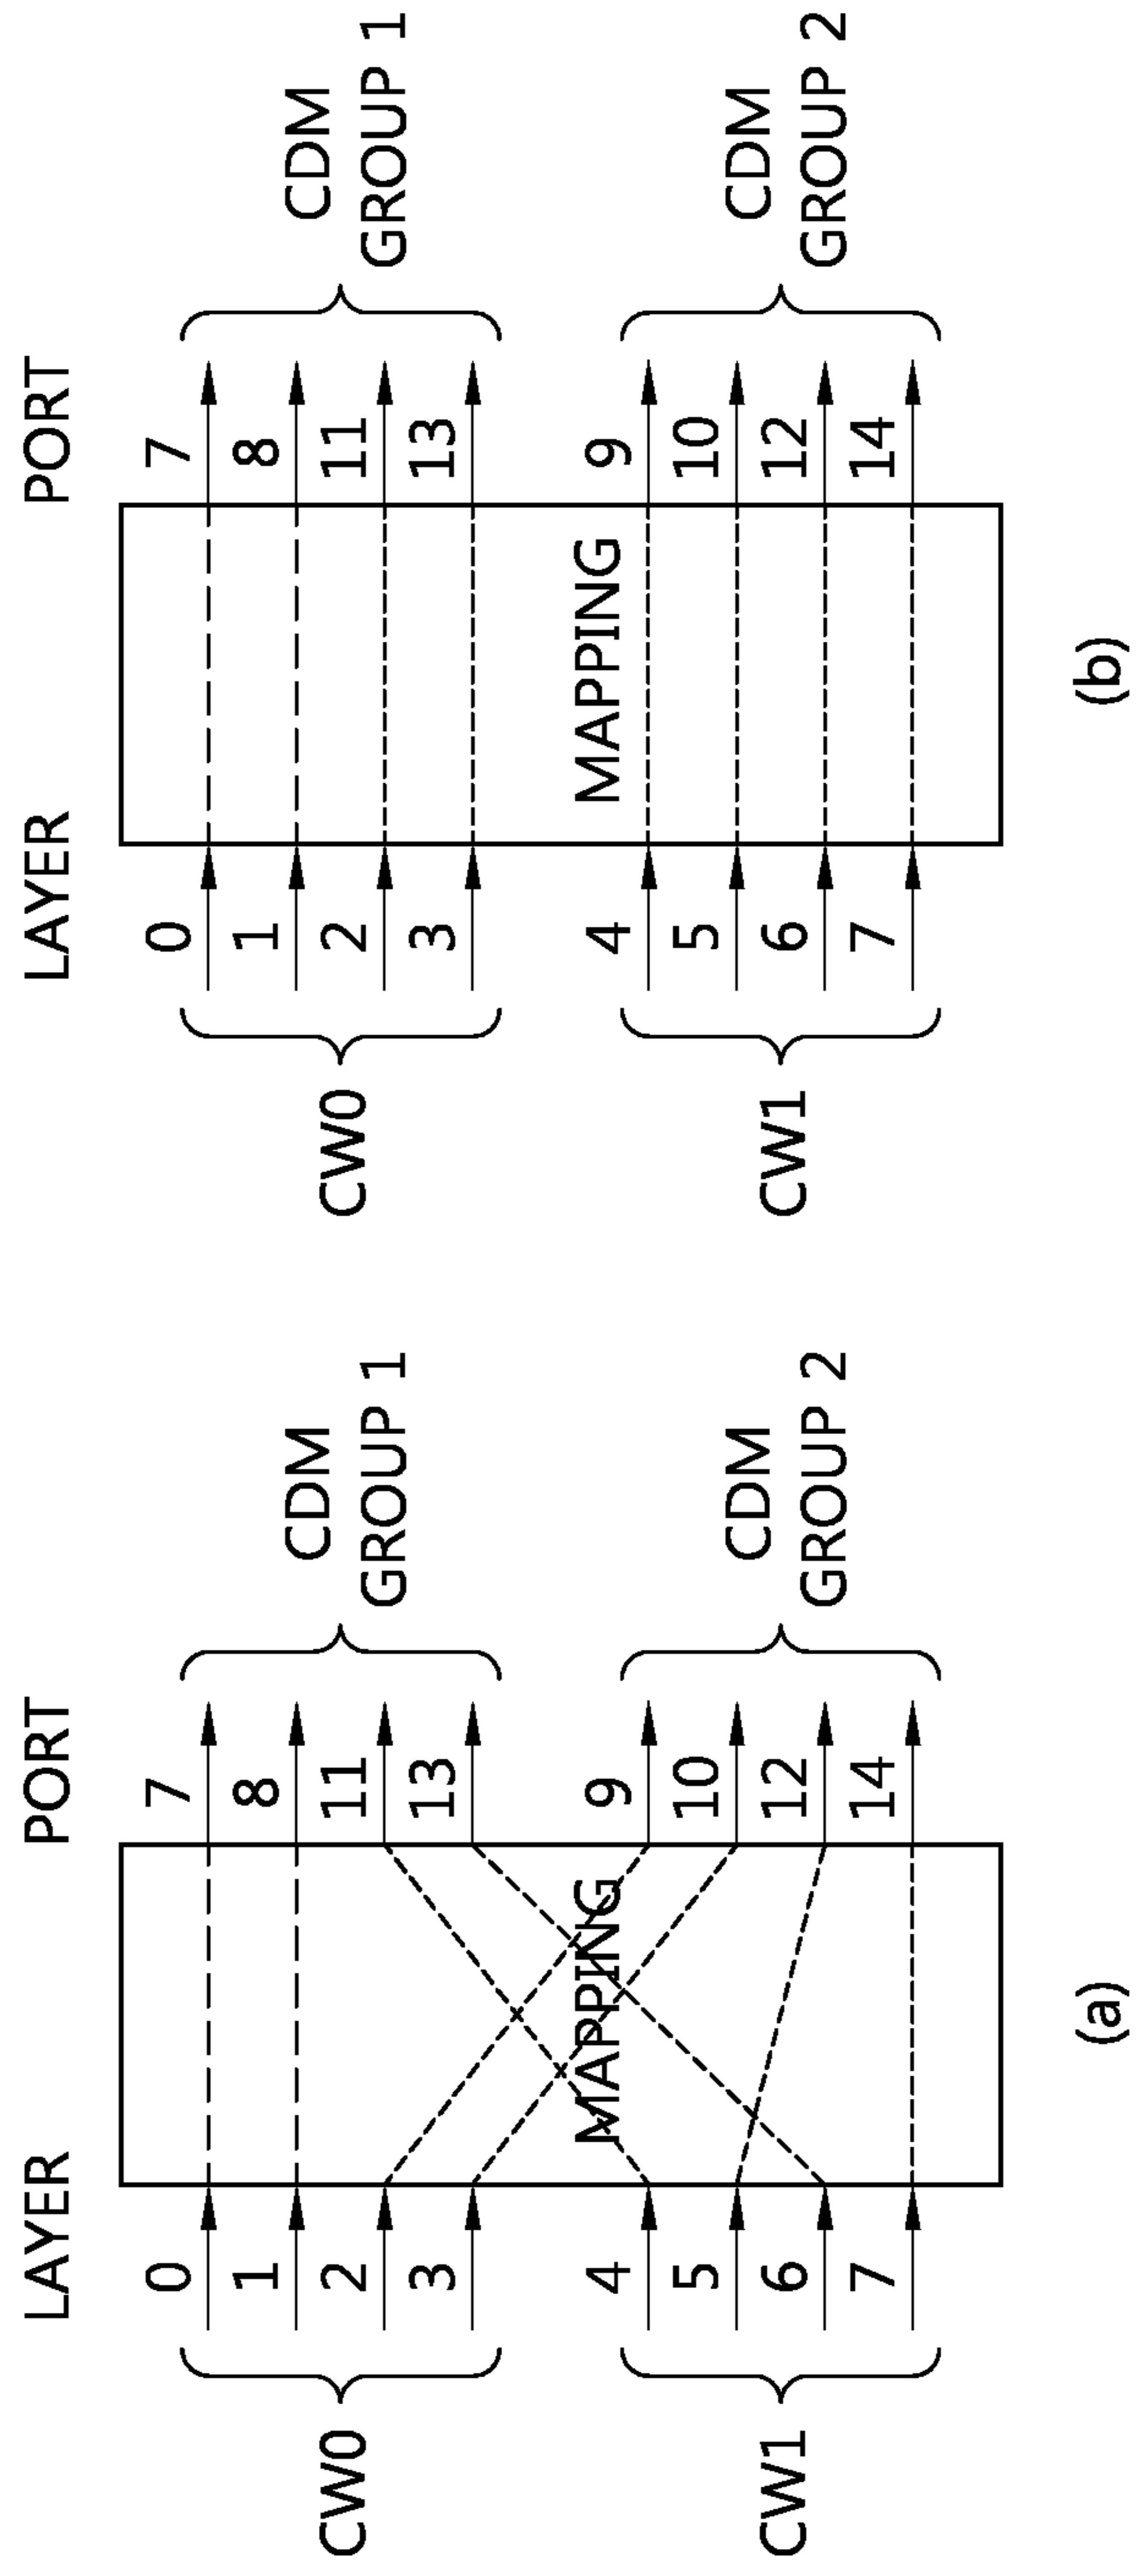 LAYER PORT
0 7
1 8
CDM
CW0 2 11
GROUP 1
3 13
MAPPING
4 9
5 10
CDM
CW1 6 12
GROUP 2
7 14
(a)
LAYER PORT
0 7
1 8
CDM
CW0 2 11
GROUP 1
3 13
MAPPING
4 9
5 10
CDM
CW1 6 12
GROUP 2
7 14
(b)